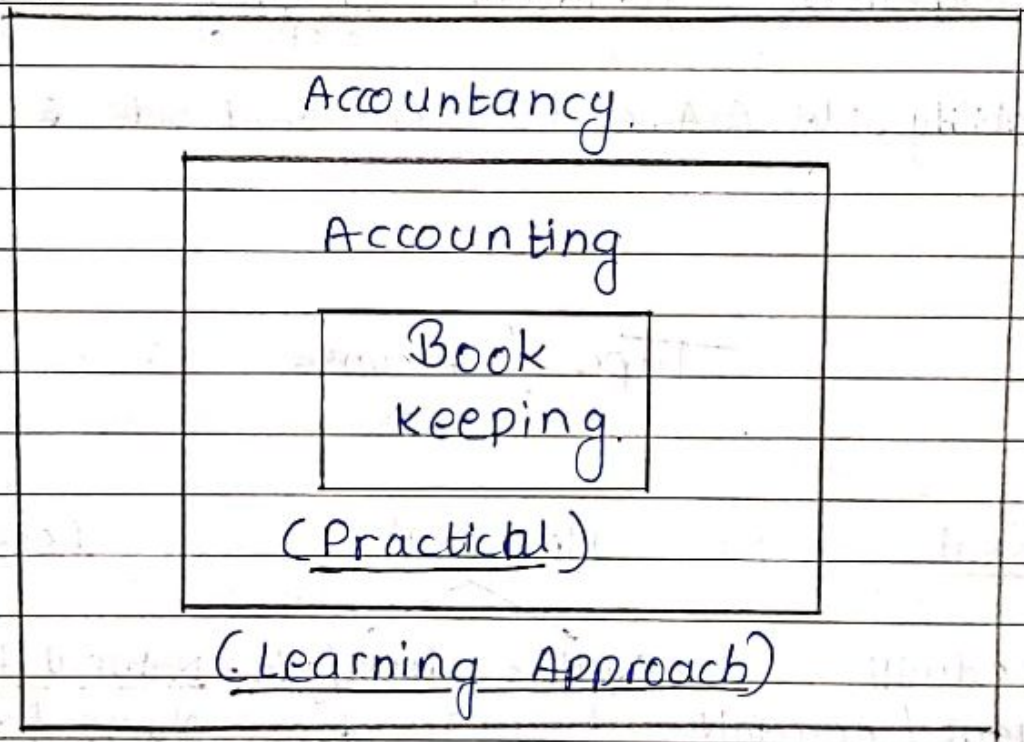 Accountancy.
Accounting
Book
keeping.
(Practical.)
(Learning Approach)